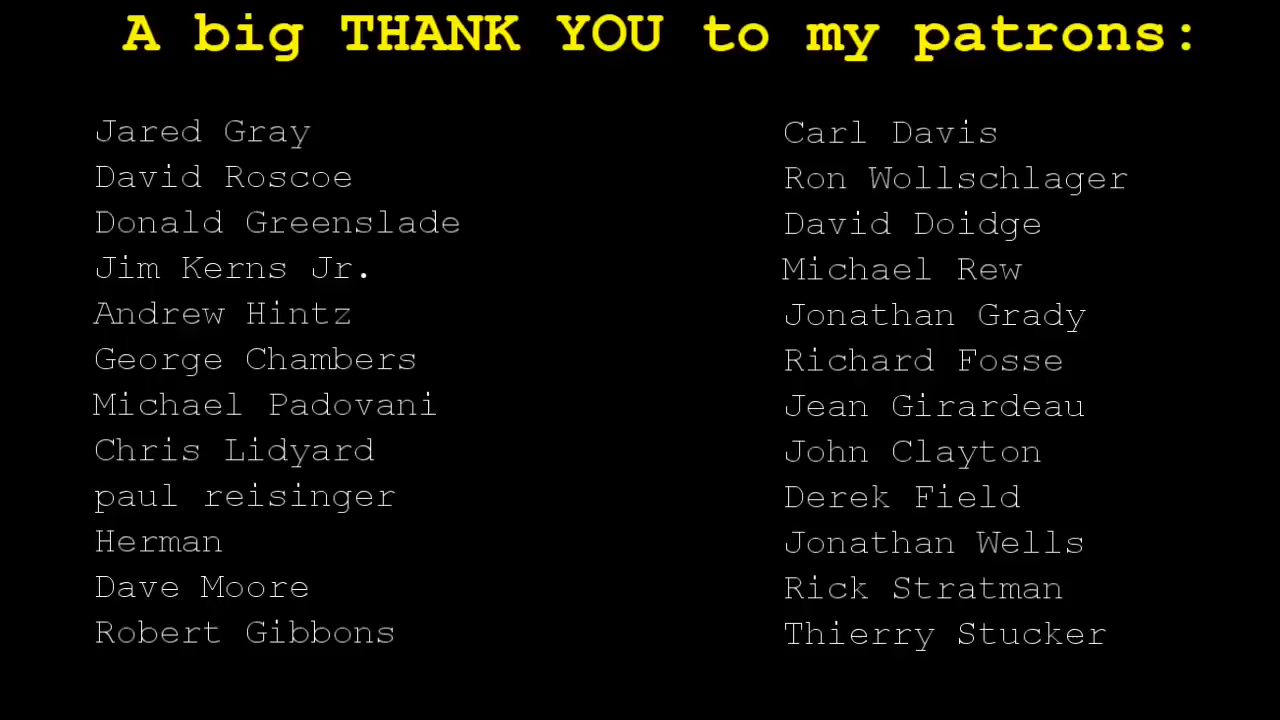 A big THANK YOU to my patrons:
Jared Gray
David Roscoe
Donald Greenslade
Jim Kerns Jr.
Andrew Hintz
George Chambers
Michael Padovani
Chris Lidyard
paul reisinger
Herman
Dave Moore
Robert Gibbons
Carl Davis
Ron Wollschlager
David Doidge
Michael Rew
Jonathan Grady
Richard Fosse
Jean Girardeau
John Clayton
Derek Field
Jonathan Wells
Rick Stratman
Thierry Stucker